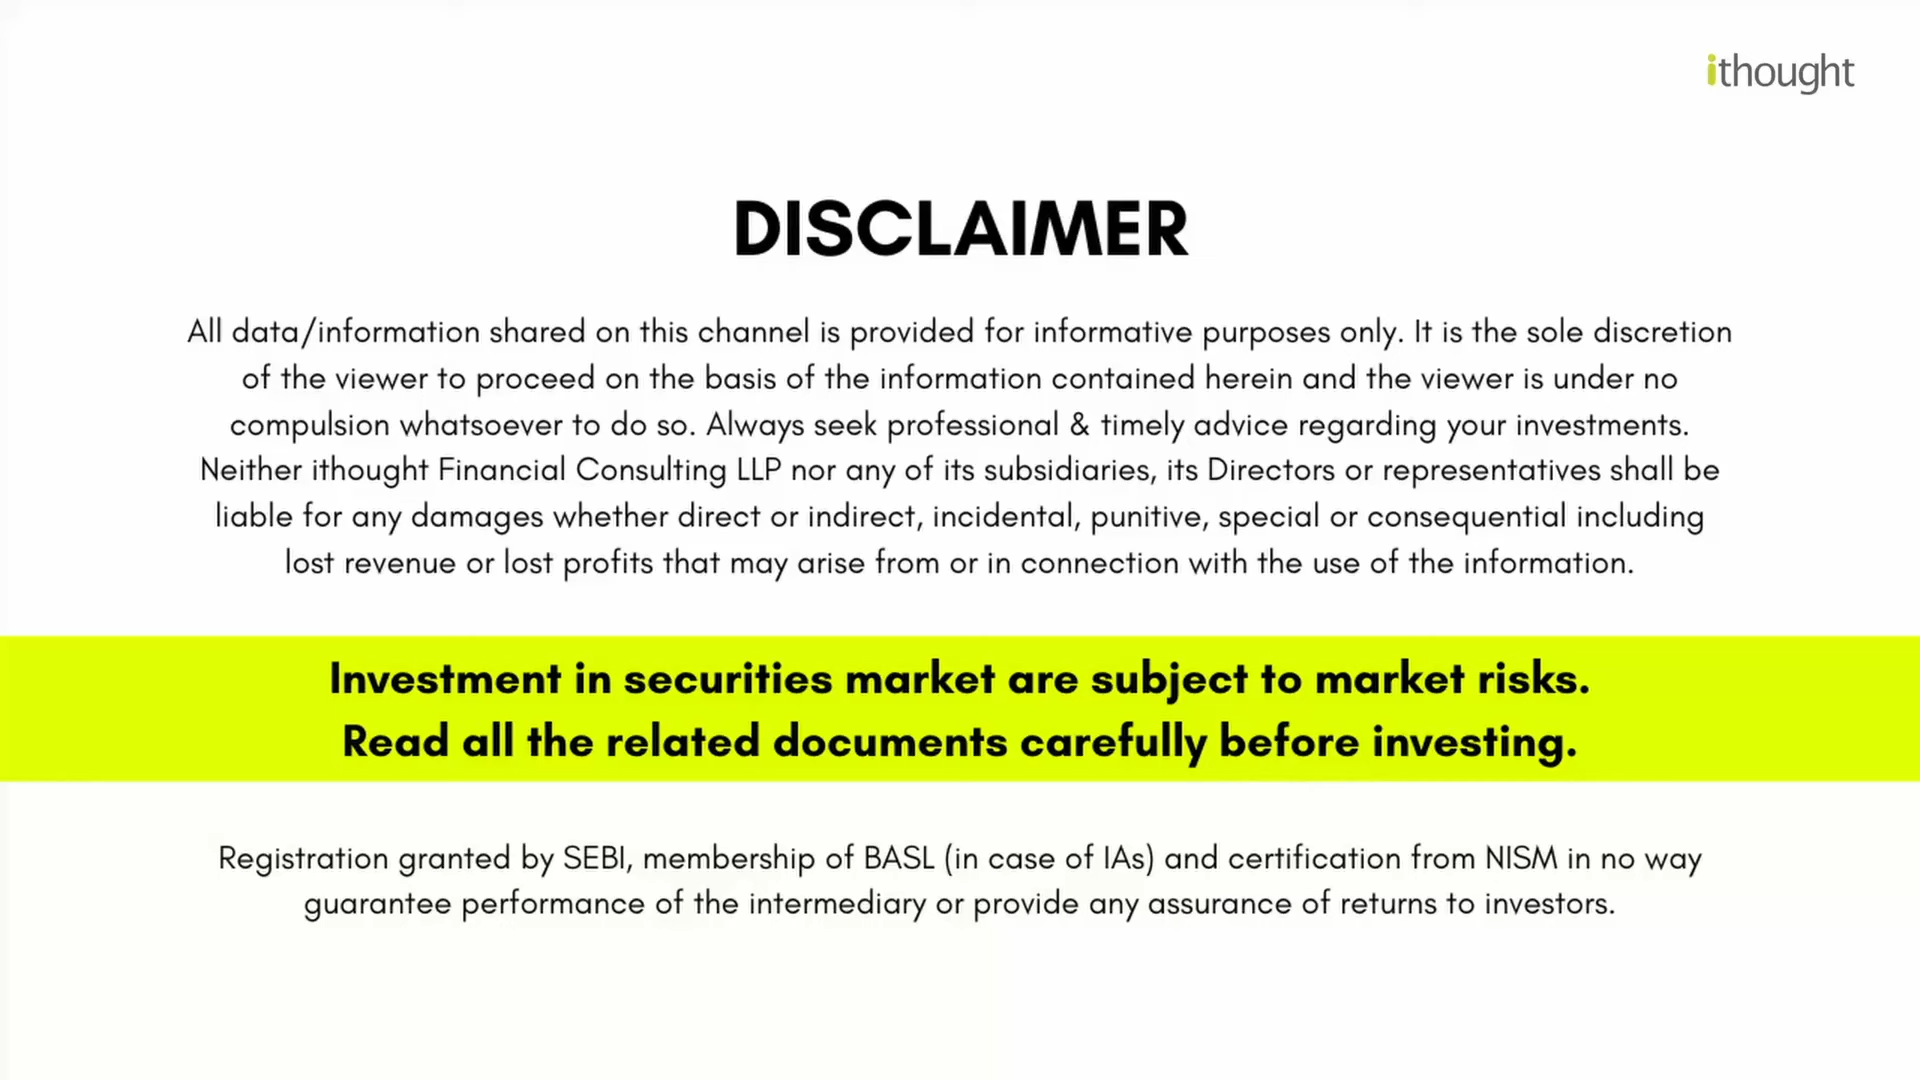 ithought
DISCLAIMER
All data/information shared on this channel is provided for informative purposes only. It is the sole discretion
of the viewer to proceed on the basis of the information contained herein and the viewer is under no
compulsion whatsoever to do so. Always seek professional & timely advice regarding your investments.
Neither ithought Financial Consulting LLP nor any of its subsidiaries, its Directors or representatives shall be
liable for any damages whether direct or indirect, incidental, punitive, special or consequential including
lost revenue or lost profits that may arise from or in connection with the use of the information.
Investment in securities market are subject to market risks.
Read all the related documents carefully before investing.
Registration granted by SEBI, membership of BASL (in case of IAs) and certification from NISM in no way
guarantee performance of the intermediary or provide any assurance of returns to investors.